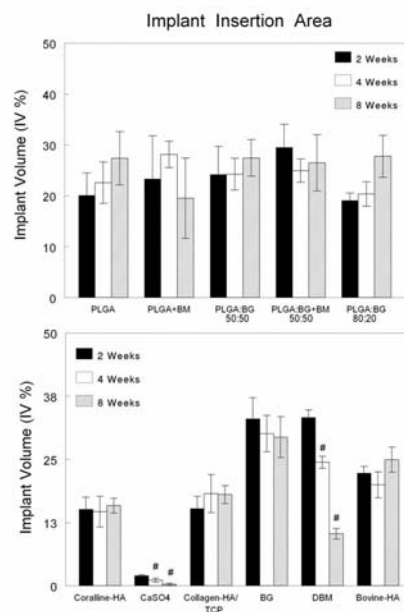 Implant Insertion Area
Implant Volume (IV %)
50
40
30
20
10
0
2 Weeks
4 Weeks
8 Weeks
PLGA
PLGA+BM
PLGA:BG
50:50
PLGA:BG+BM
50:50
PLGA:BG
80:20
Implant Volume (IV %)
50
38
25
13
0
2 Weeks
4 Weeks
8 Weeks
#
#
#
#
Coralline-HA
CaSO4
Collagen-HA/
TCP
BG
DBM
Bovine-HA